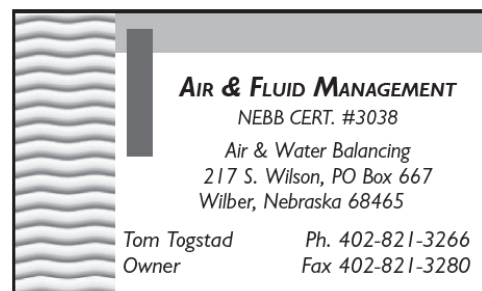 AIR & FLUID MANAGEMENT
NEBB CERT. #3038
Air & Water Balancing
217 S. Wilson, PO Box 667
Wilber, Nebraska 68465
Tom Togstad Ph. 402-821-3266
Owner Fax 402-821-3280